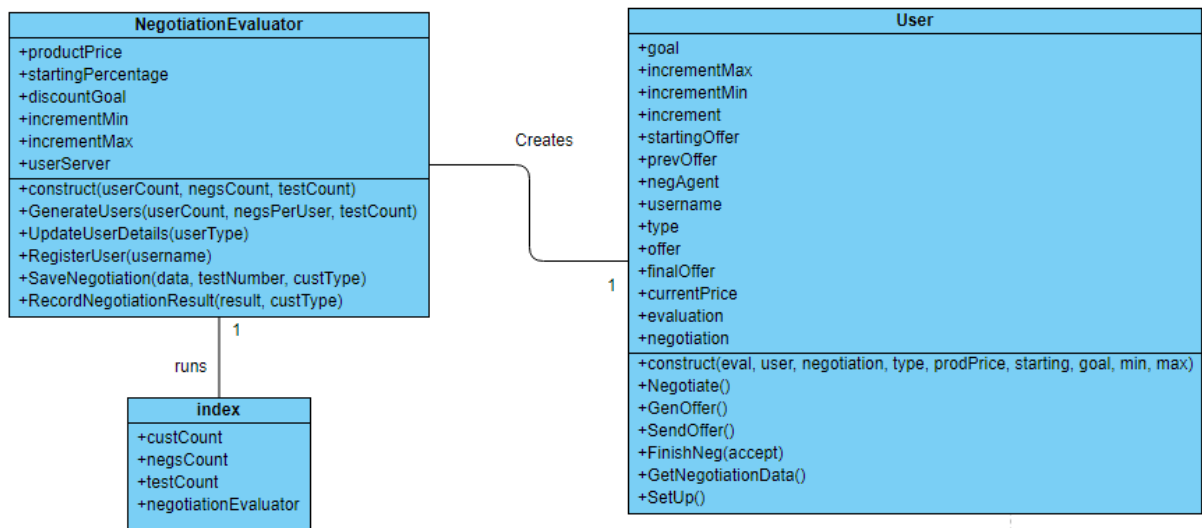 NegotiationEvaluator
+productPrice
+startingPercentage
+discountGoal
+incrementMin
+incrementMax
+userServer
+construct(userCount, negsCount, testCount)
+GenerateUsers(userCount, negsPerUser, testCount)
+UpdateUserDetails(userType)
+RegisterUser(username)
+SaveNegotiation(data, testNumber, custType)
+RecordNegotiationResult(result, custType)
1
runs
index
+custCount
+negsCount
+testCount
+negotiationEvaluator
Creates
1
User
+goal
+incrementMax
+incrementMin
+increment
+startingOffer
+prevOffer
+negAgent
+username
+type
+offer
+finalOffer
+currentPrice
+evaluation
+negotiation
+construct(eval, user, negotiation, type, prodPrice, starting, goal, min, max)
+Negotiate()
+GenOffer()
+SendOffer()
+FinishNeg(accept)
+GetNegotiationData()
+SetUp()